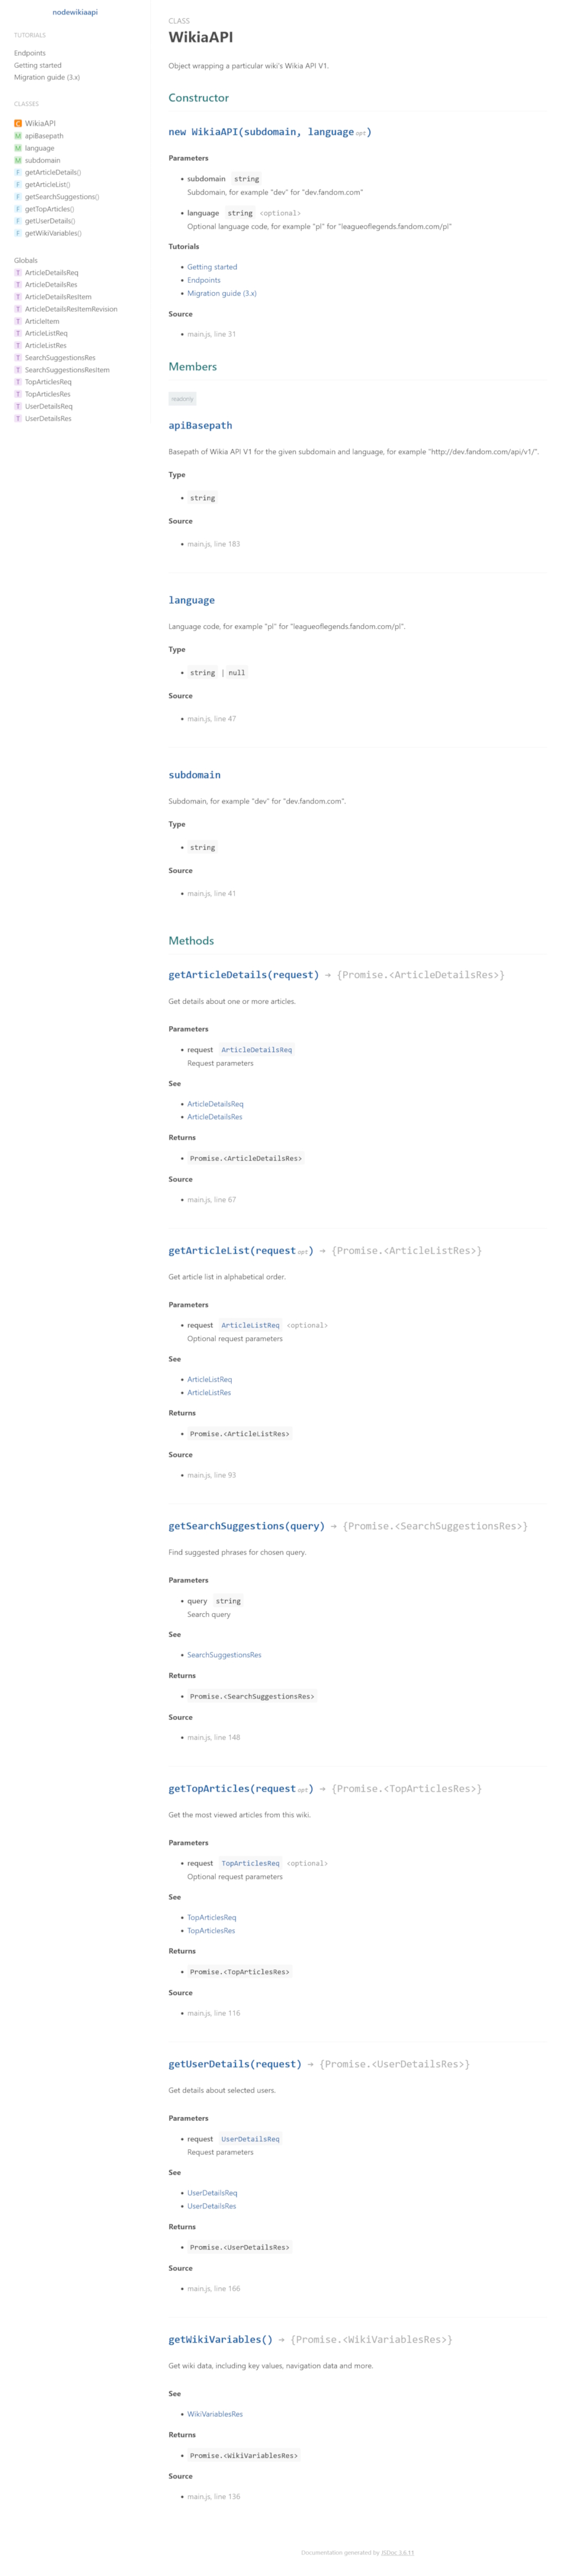 nodewikiaapi
TUTORIALS
Endpoints
Getting started
Migration guide (3.x)
CLASSES
C WikiaAPI
M apiBasepath
M language
M subdomain
F getArticleDetails()
F getArticleList()
F getSearchSuggestions()
F getTopArticles()
F getUserDetails()
F getWikiVariables()
Globals
T ArticleDetailsReq
T ArticleDetailsRes
T ArticleDetailsResItem
T ArticleDetailsResItemRevision
T ArticleItem
T ArticleListReq
T ArticleListRes
T SearchSuggestionsRes
T SearchSuggestionsResItem
T TopArticlesReq
T TopArticlesRes
T UserDetailsReq
T UserDetailsRes
CLASS
WikiaAPI
Object wrapping a particular wiki's Wikia API V1.
Constructor
new WikiaAPI(subdomain, language opt)
Parameters
• subdomain string
Subdomain, for example "dev" for "dev.fandom.com"
• language string <optional>
Optional language code, for example "pl" for "leagueoflegends.fandom.com/pl"
Tutorials
• Getting started
• Endpoints
• Migration guide (3.x)
Source
• main.js, line 31
Members
readonly
apiBasepath
Basepath of Wikia API V1 for the given subdomain and language, for example "http://dev.fandom.com/api/v1/".
Type
• string
Source
• main.js, line 183
language
Language code, for example "pl" for "leagueoflegends.fandom.com/pl".
Type
• string | null
Source
• main.js, line 47
subdomain
Subdomain, for example "dev" for "dev.fandom.com".
Type
• string
Source
• main.js, line 41
Methods
getArticleDetails(request) → {Promise.<ArticleDetailsRes>}
Get details about one or more articles.
Parameters
• request ArticleDetailsReq
Request parameters
See
• ArticleDetailsReq
• ArticleDetailsRes
Returns
• Promise.<ArticleDetailsRes>
Source
• main.js, line 67
getArticleList(request opt) → {Promise.<ArticleListRes>}
Get article list in alphabetical order.
Parameters
• request ArticleListReq <optional>
Optional request parameters
See
• ArticleListReq
• ArticleListRes
Returns
• Promise.<ArticleListRes>
Source
• main.js, line 93
getSearchSuggestions(query) → {Promise.<SearchSuggestionsRes>}
Find suggested phrases for chosen query.
Parameters
• query string
Search query
See
• SearchSuggestionsRes
Returns
• Promise.<SearchSuggestionsRes>
Source
• main.js, line 148
getTopArticles(request opt) → {Promise.<TopArticlesRes>}
Get the most viewed articles from this wiki.
Parameters
• request TopArticlesReq <optional>
Optional request parameters
See
• TopArticlesReq
• TopArticlesRes
Returns
• Promise.<TopArticlesRes>
Source
• main.js, line 116
getUserDetails(request) → {Promise.<UserDetailsRes>}
Get details about selected users.
Parameters
• request UserDetailsReq
Request parameters
See
• UserDetailsReq
• UserDetailsRes
Returns
• Promise.<UserDetailsRes>
Source
• main.js, line 166
getWikiVariables() → {Promise.<WikiVariablesRes>}
Get wiki data, including key values, navigation data and more.
See
• WikiVariablesRes
Returns
• Promise.<WikiVariablesRes>
Source
• main.js, line 136
Documentation generated by JSDoc 3.6.11